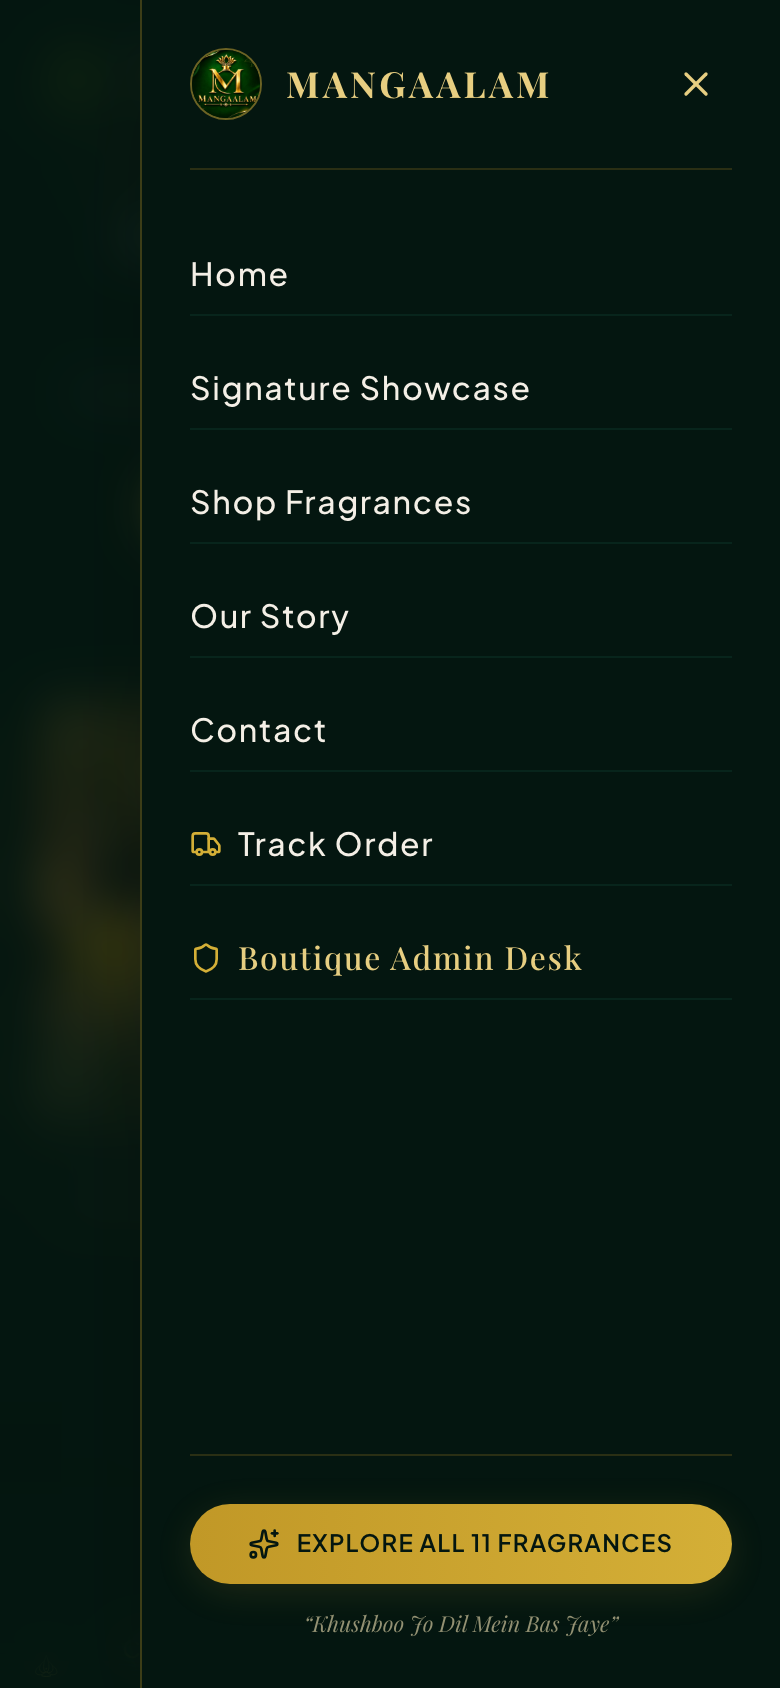 M
MANGAALAM
MANGAALAM
Home
Signature Showcase
Shop Fragrances
Our Story
Contact
Track Order
Boutique Admin Desk
EXPLORE ALL 11 FRAGRANCES
“Khushboo Jo Dil Mein Bas Jaye”